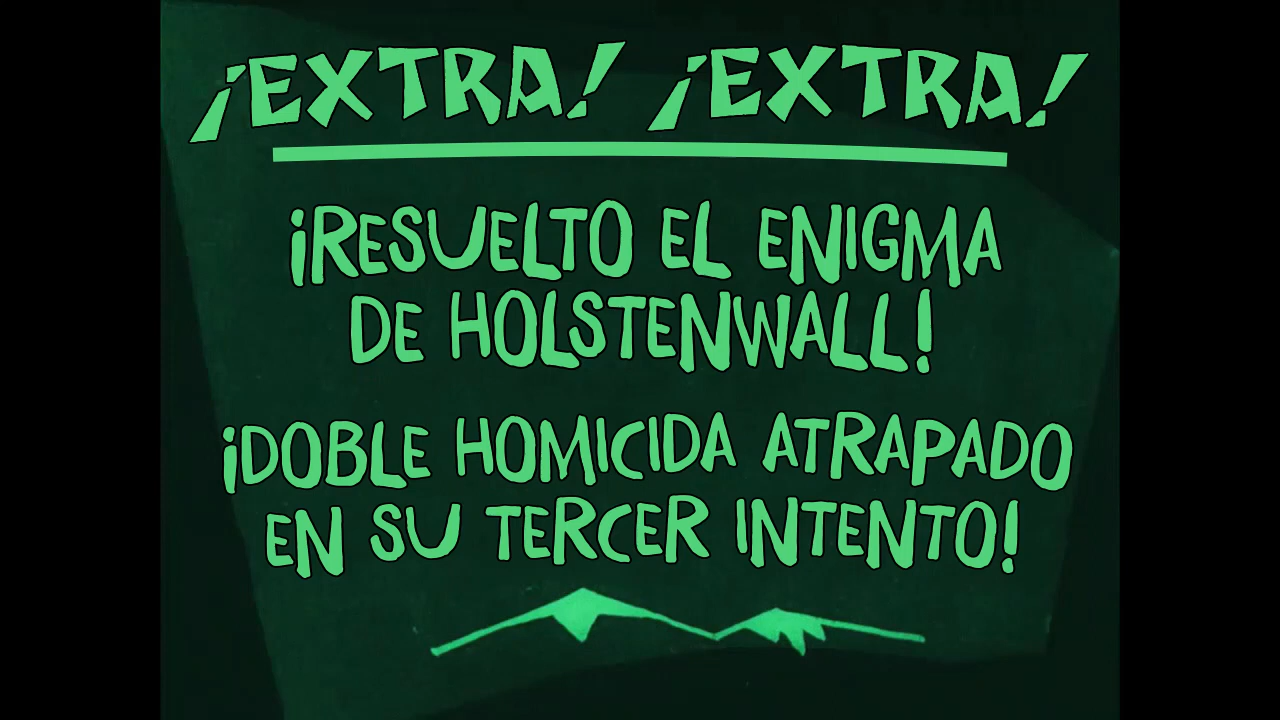 ¡EXTRA! ¡EXTRA!
¡RESUELTO EL ENIGMA
DE HOLSTENWALL!
¡DOBLE HOMICIDA ATRAPADO
EN SU TERCER INTENTO!